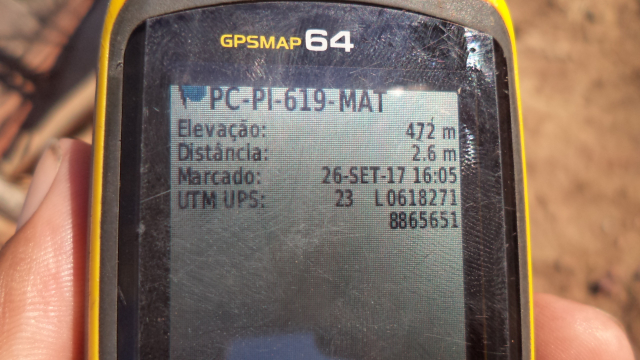 GPSMAP 64
PC-PI-619-MAT
Elevação: 472 m
Distância: 2.6 m
Marcado: 26-SET-17 16:05
UTM UPS: 23 L 0618271
8865651